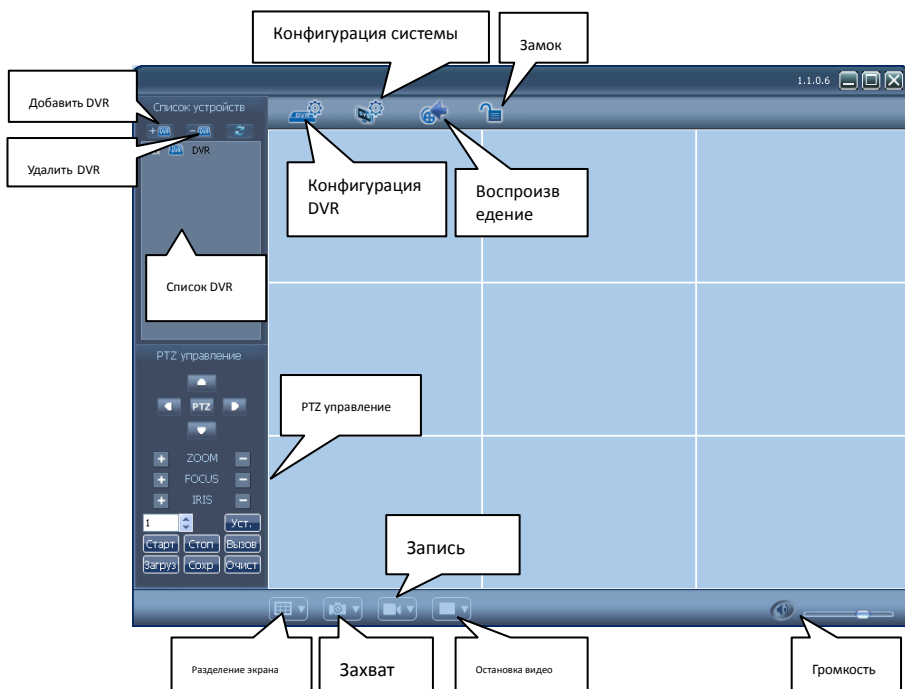 Конфигурация системы
Замок
1.1.0.6
Добавить DVR
Список устройств
Удалить DVR
DVR
Конфигурация
DVR
Воспроизв
едение
Список DVR
PTZ управление
PTZ
PTZ управление
ZOOM
FOCUS
IRIS
1
Уст.
Старт Стоп Вызов
Загруз Сохр Очист
Запись
Разделение экрана
Захват
Остановка видео
Громкость